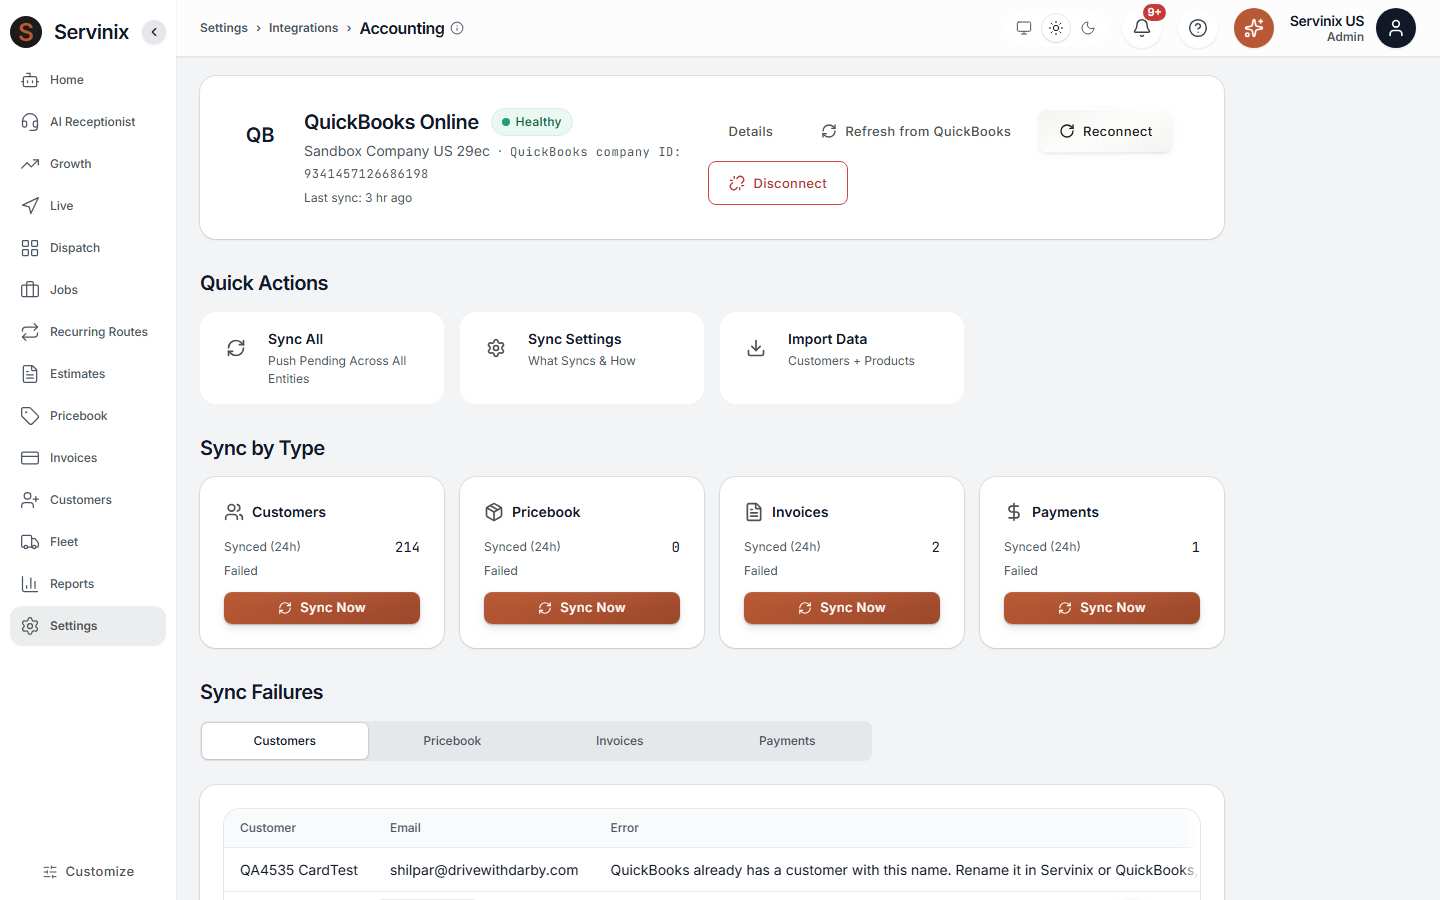 S Servinix
Home
AI Receptionist
Growth
Live
Dispatch
Jobs
Recurring Routes
Estimates
Pricebook
Invoices
Customers
Fleet
Reports
Settings
Customize
Settings › Integrations › Accounting
9+
Servinix US
Admin
QB
QuickBooks Online Healthy
Sandbox Company US 29ec · QuickBooks company ID:
9341457126686198
Last sync: 3 hr ago
Details Refresh from QuickBooks Reconnect
Disconnect
Quick Actions
Sync All
Push Pending Across All
Entities
Sync Settings
What Syncs & How
Import Data
Customers + Products
Sync by Type
Customers
Synced (24h) 214
Failed
Sync Now
Pricebook
Synced (24h) 0
Failed
Sync Now
Invoices
Synced (24h) 2
Failed
Sync Now
Payments
Synced (24h) 1
Failed
Sync Now
Sync Failures
Customers Pricebook Invoices Payments
Customer Email Error
QA4535 CardTest shilpar@drivewithdarby.com QuickBooks already has a customer with this name. Rename it in Servinix or QuickBooks,